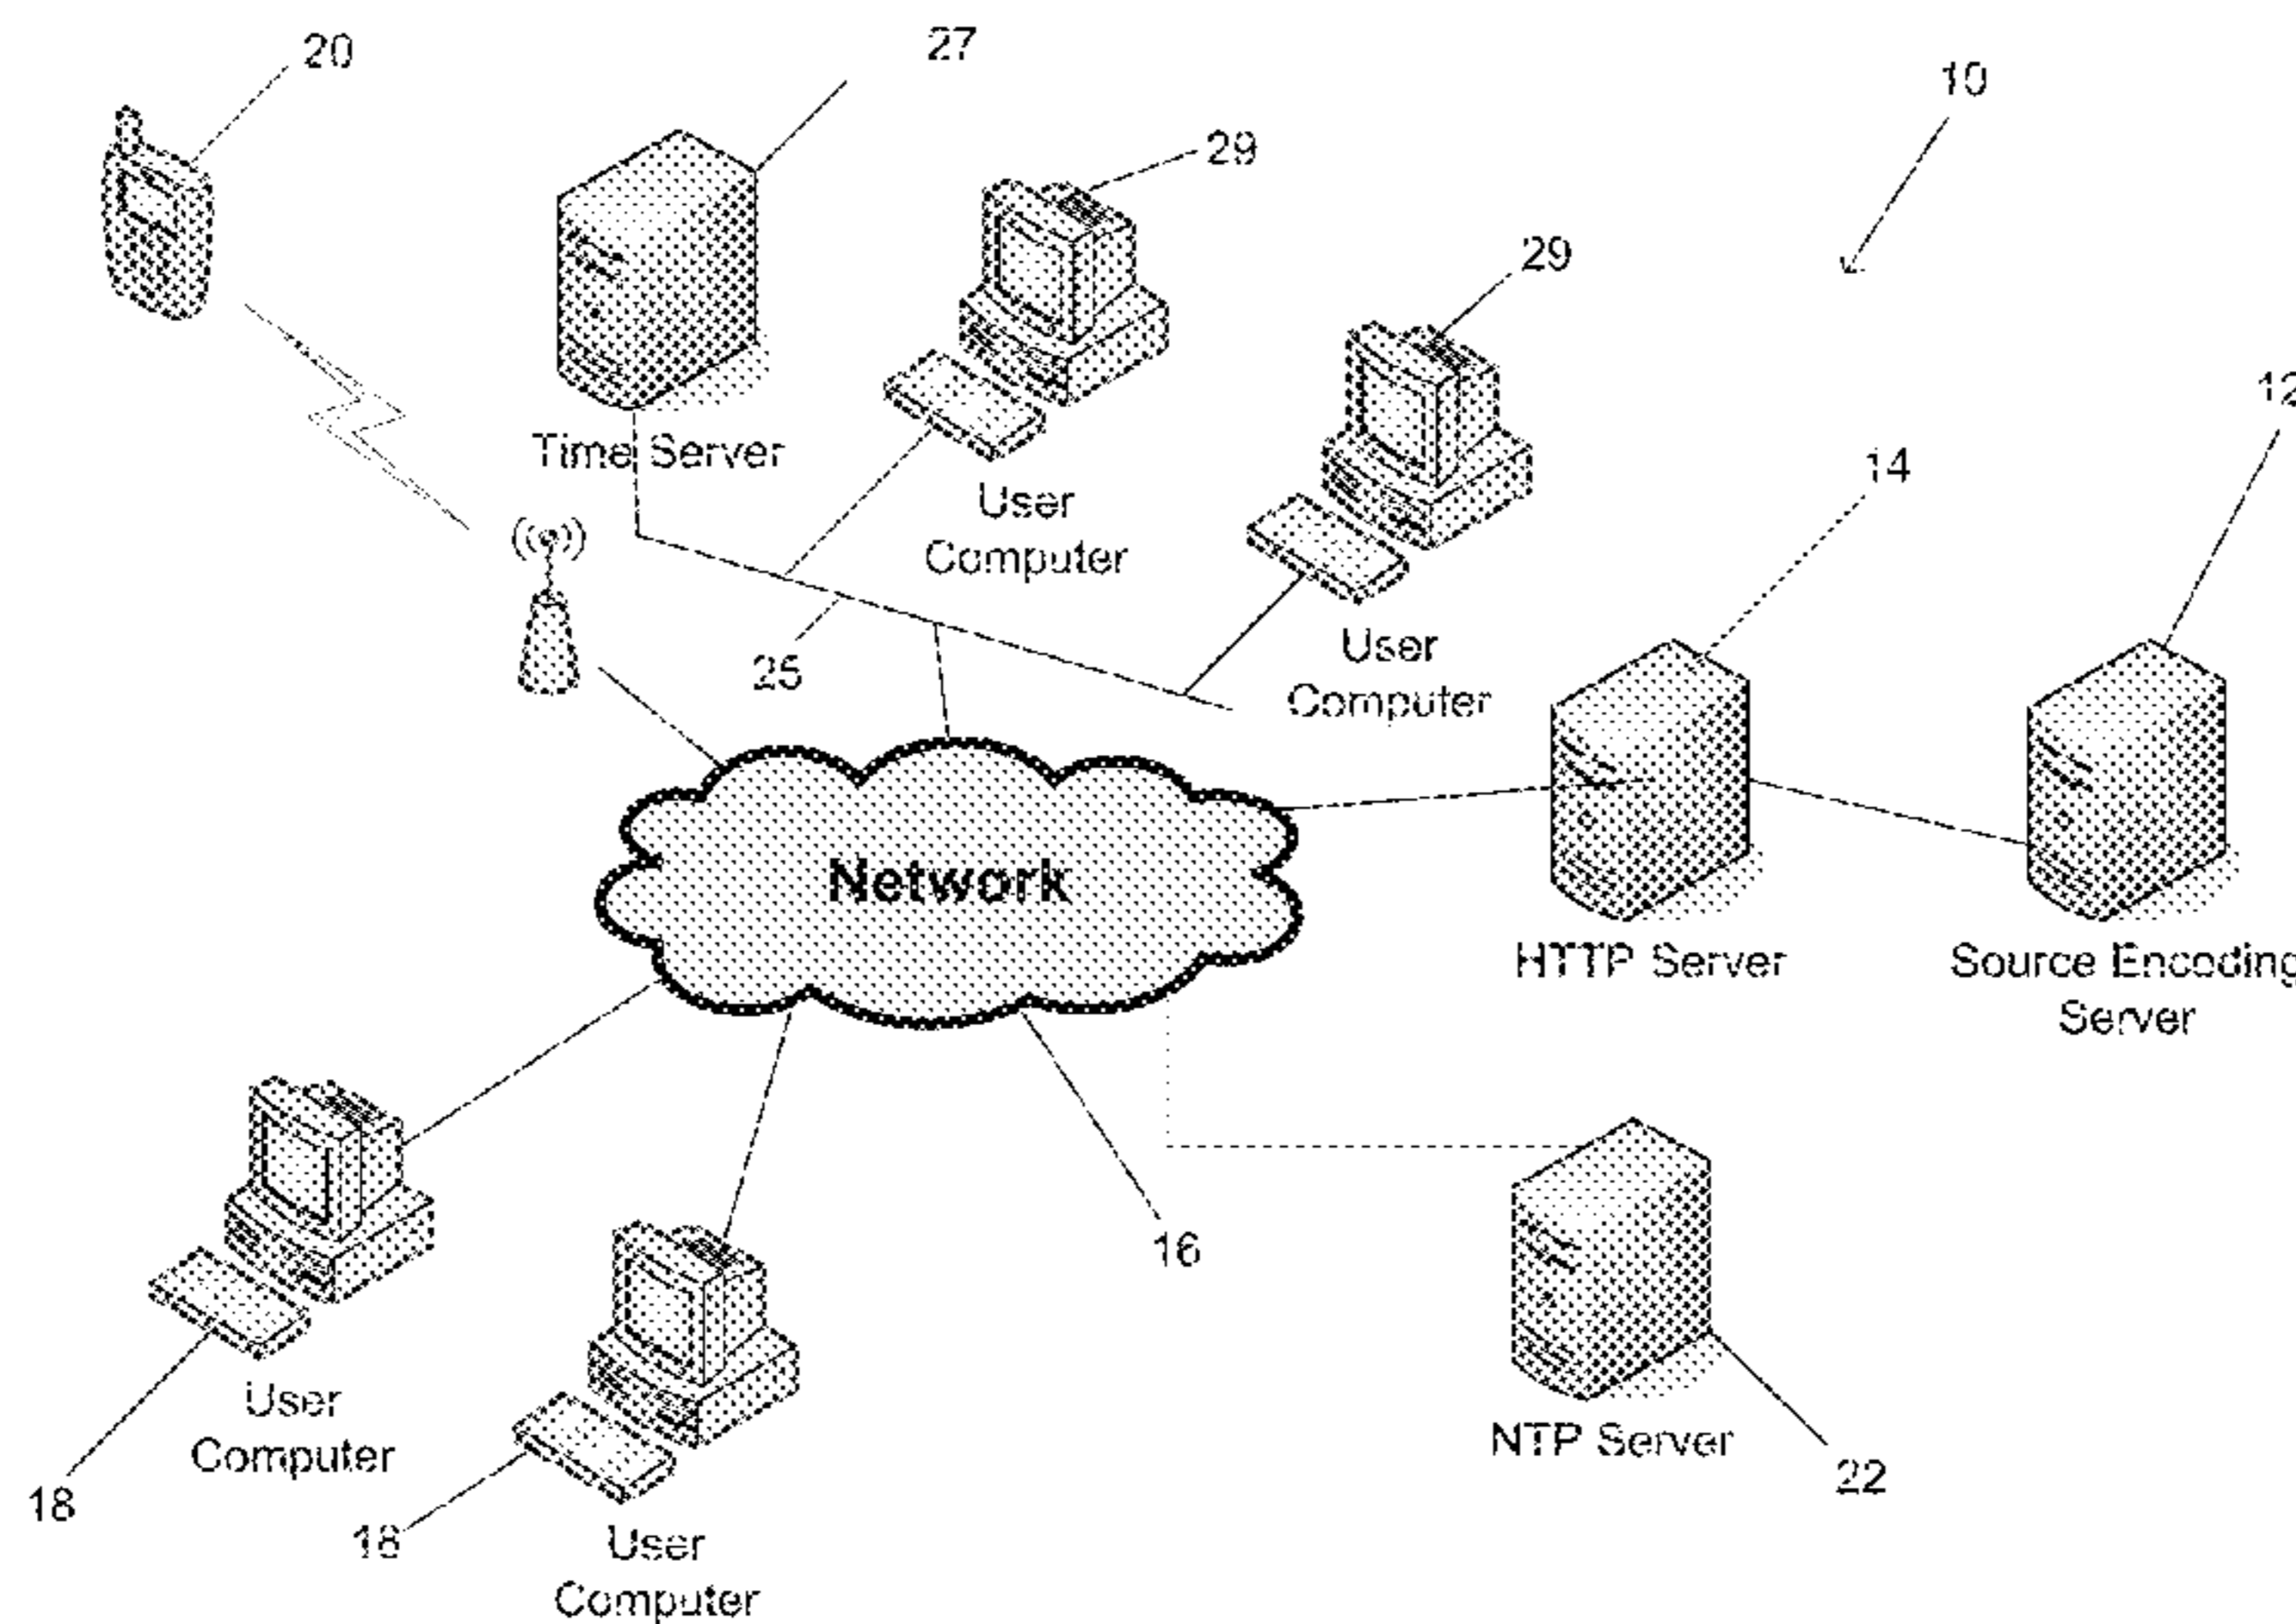 20
27
10
29
29
12
Time Server
14
User
Computer
25
User
Computer
Network
HTTP Server
Source Encoding
Server
16
NTP Server
22
User
Computer
18
18
User
Computer